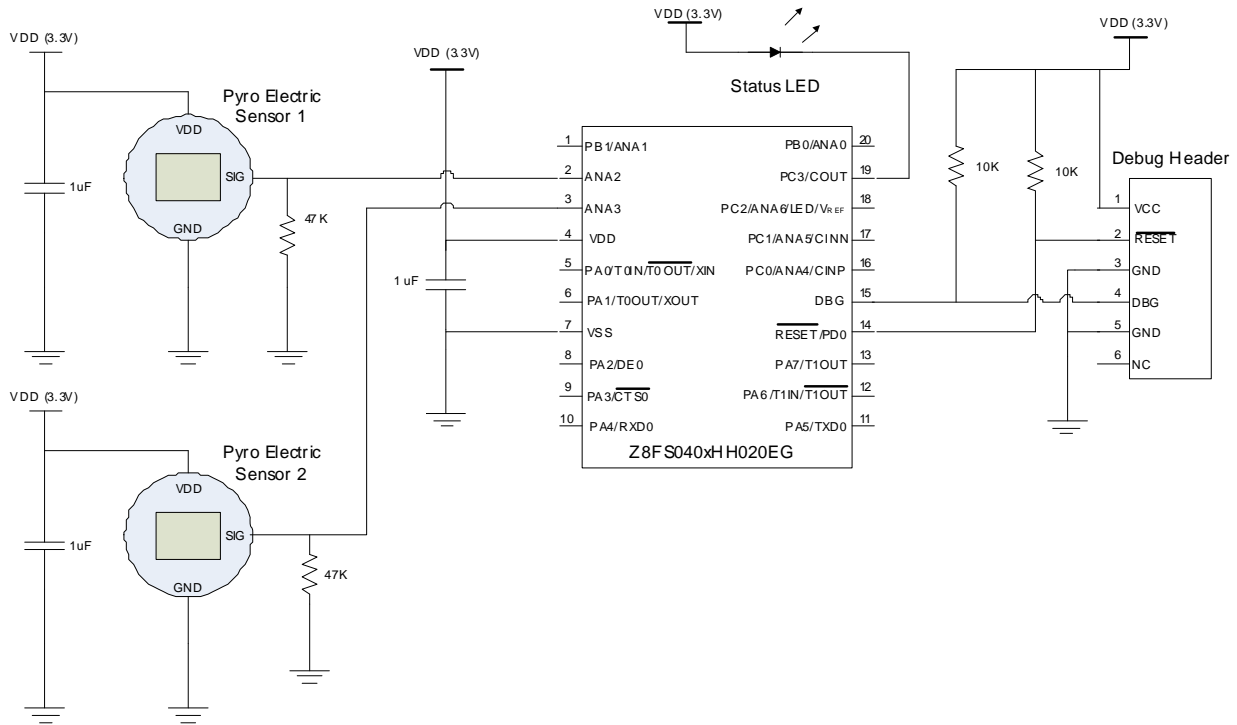 VDD (3.3V)
Pyro Electric
Sensor 1
VDD
SIG
GND
1uF
47K
VDD (3.3V)
Pyro Electric
Sensor 2
VDD
SIG
GND
1uF
47K
VDD (3.3V)
1 uF
VDD (3.3V)
Status LED
1 PB1/ANA1
2 ANA2
3 ANA3
4 VDD
5 PA0/T0IN/T0OUT/XIN
6 PA1/T0OUT/XOUT
7 VSS
8 PA2/DE0
9 PA3/CTS0
10 PA4/RXD0
PB0/ANA0 20
PC3/COUT 19
PC2/ANA6/LED/VREF 18
PC1/ANA5/CINN 17
PC0/ANA4/CINP 16
DBG 15
RESET/PD0 14
PA7/T1OUT 13
PA6/T1IN/T1OUT 12
PA5/TXD0 11
Z8FS040xHH020EG
VDD (3.3V)
10K
10K
Debug Header
1 VCC
2 RESET
3 GND
4 DBG
5 GND
6 NC